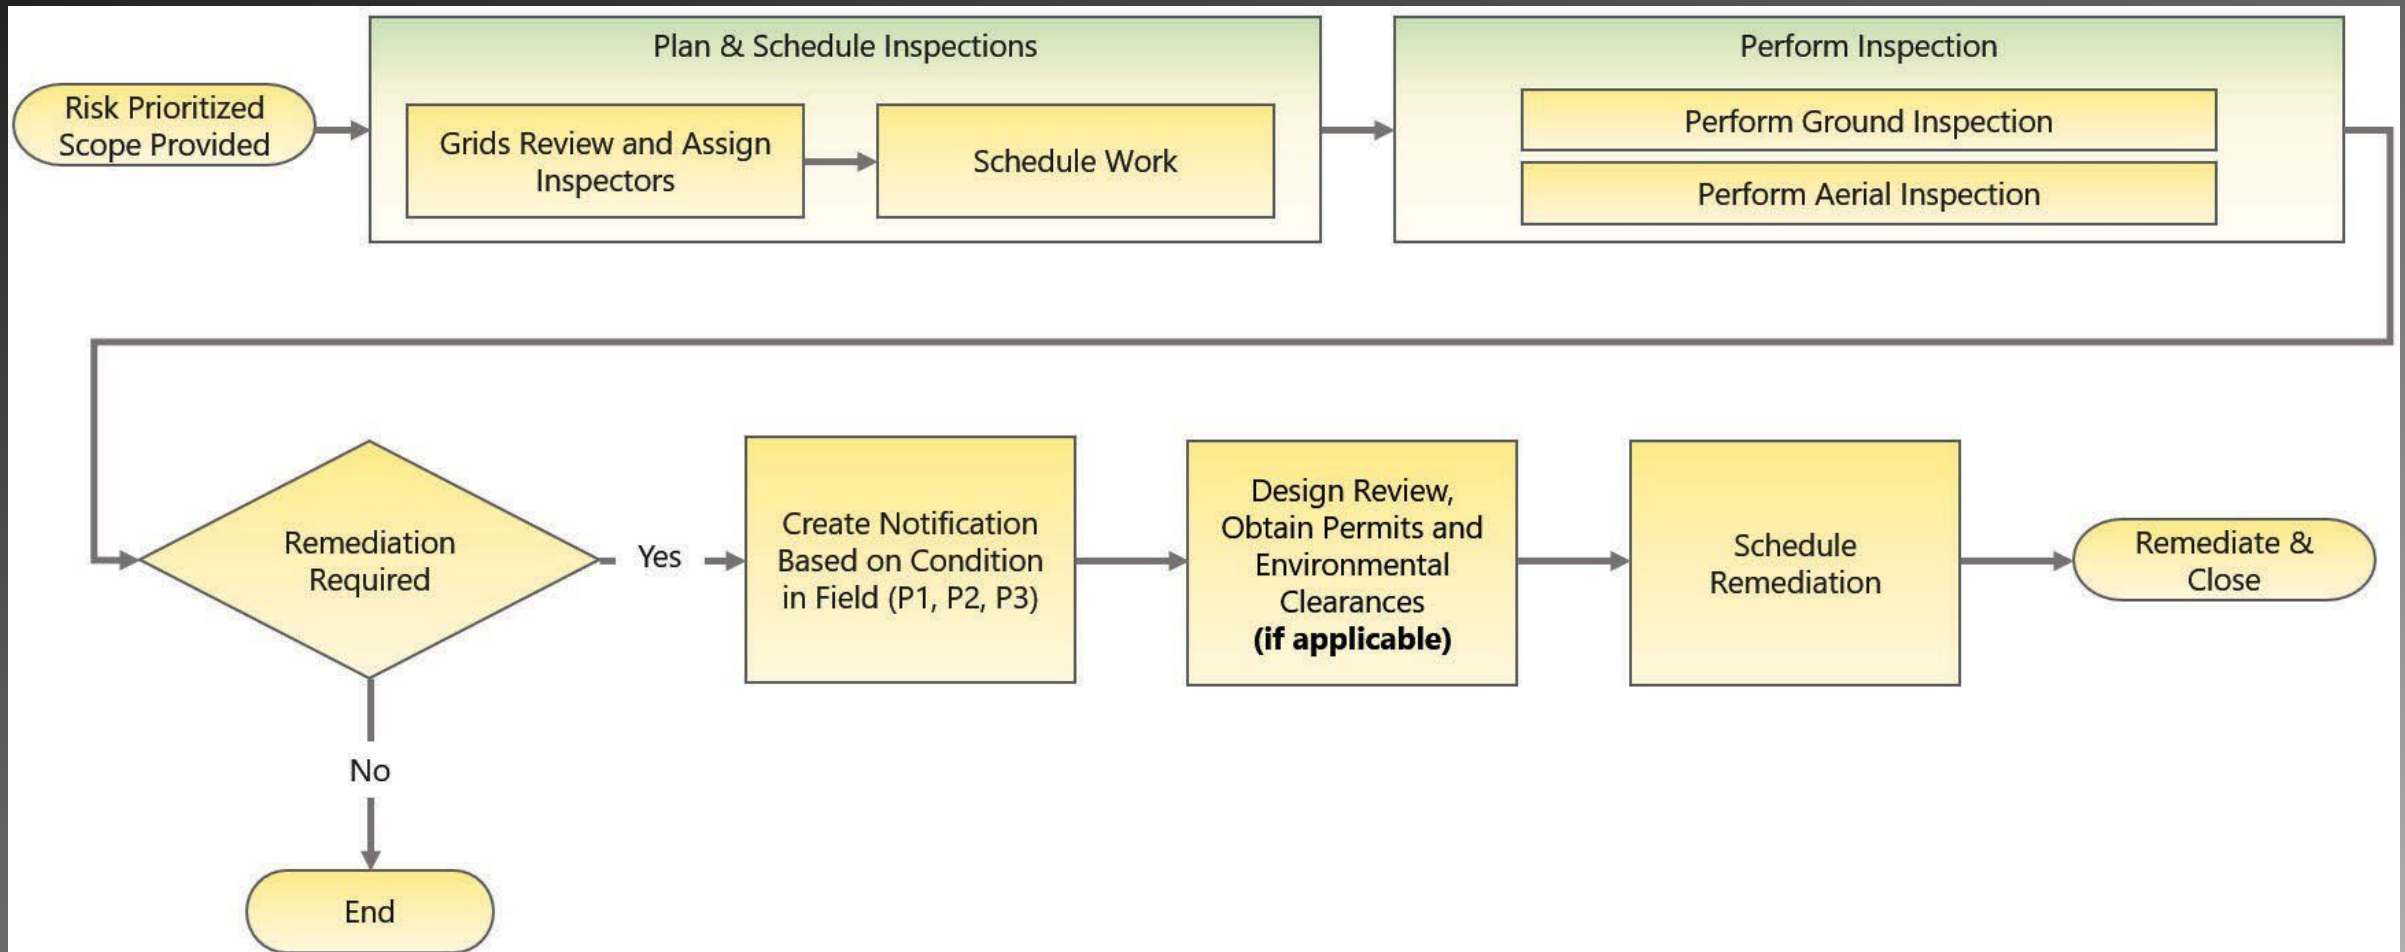 Plan & Schedule Inspections
Perform Inspection
Risk Prioritized
Scope Provided
Grids Review and Assign
Inspectors
Schedule Work
Perform Ground Inspection
Perform Aerial Inspection
Remediation
Required
Yes
Create Notification
Based on Condition
in Field (P1, P2, P3)
Design Review,
Obtain Permits and
Environmental
Clearances
(if applicable)
Schedule
Remediation
Remediate &
Close
No
End